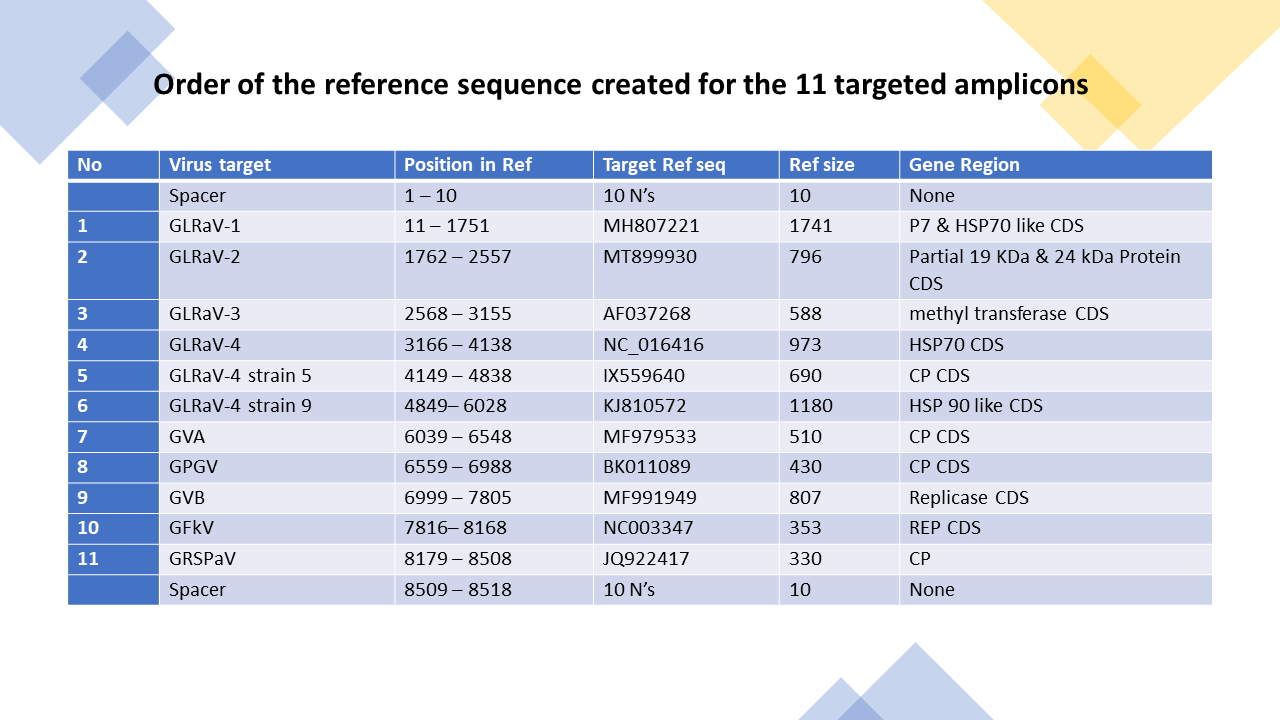 Order of the reference sequence created for the 11 targeted amplicons
No Virus target Position in Ref Target Ref seq Ref size Gene Region
Spacer 1 – 10 10 N’s 10 None
1 GLRaV-1 11 – 1751 MH807221 1741 P7 & HSP70 like CDS
2 GLRaV-2 1762 – 2557 MT899930 796 Partial 19 KDa & 24 kDa Protein
CDS
3 GLRaV-3 2568 – 3155 AF037268 588 methyl transferase CDS
4 GLRaV-4 3166 – 4138 NC_016416 973 HSP70 CDS
5 GLRaV-4 strain 5 4149 – 4838 IX559640 690 CP CDS
6 GLRaV-4 strain 9 4849– 6028 KJ810572 1180 HSP 90 like CDS
7 GVA 6039 – 6548 MF979533 510 CP CDS
8 GPGV 6559 – 6988 BK011089 430 CP CDS
9 GVB 6999 – 7805 MF991949 807 Replicase CDS
10 GFkV 7816– 8168 NC003347 353 REP CDS
11 GRSPaV 8179 – 8508 JQ922417 330 CP
Spacer 8509 – 8518 10 N’s 10 None